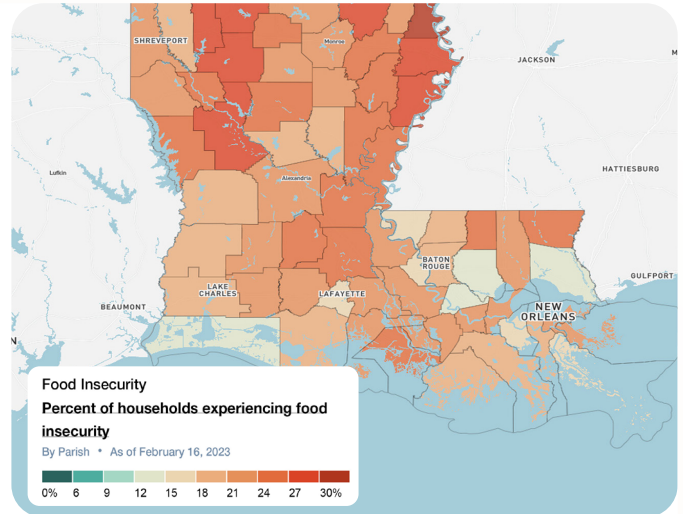 SHREVEPORT
Monroe
JACKSON
M
Lufkin
Alexandria
HATTIESBURG
BATON
ROUGE
GULFPORT
LAKE
CHARLES
LAFAYETTE
BEAUMONT
NEW
ORLEANS
N
Food Insecurity
Percent of households experiencing food
insecurity
By Parish • As of February 16, 2023
0% 6 9 12 15 18 21 24 27 30%